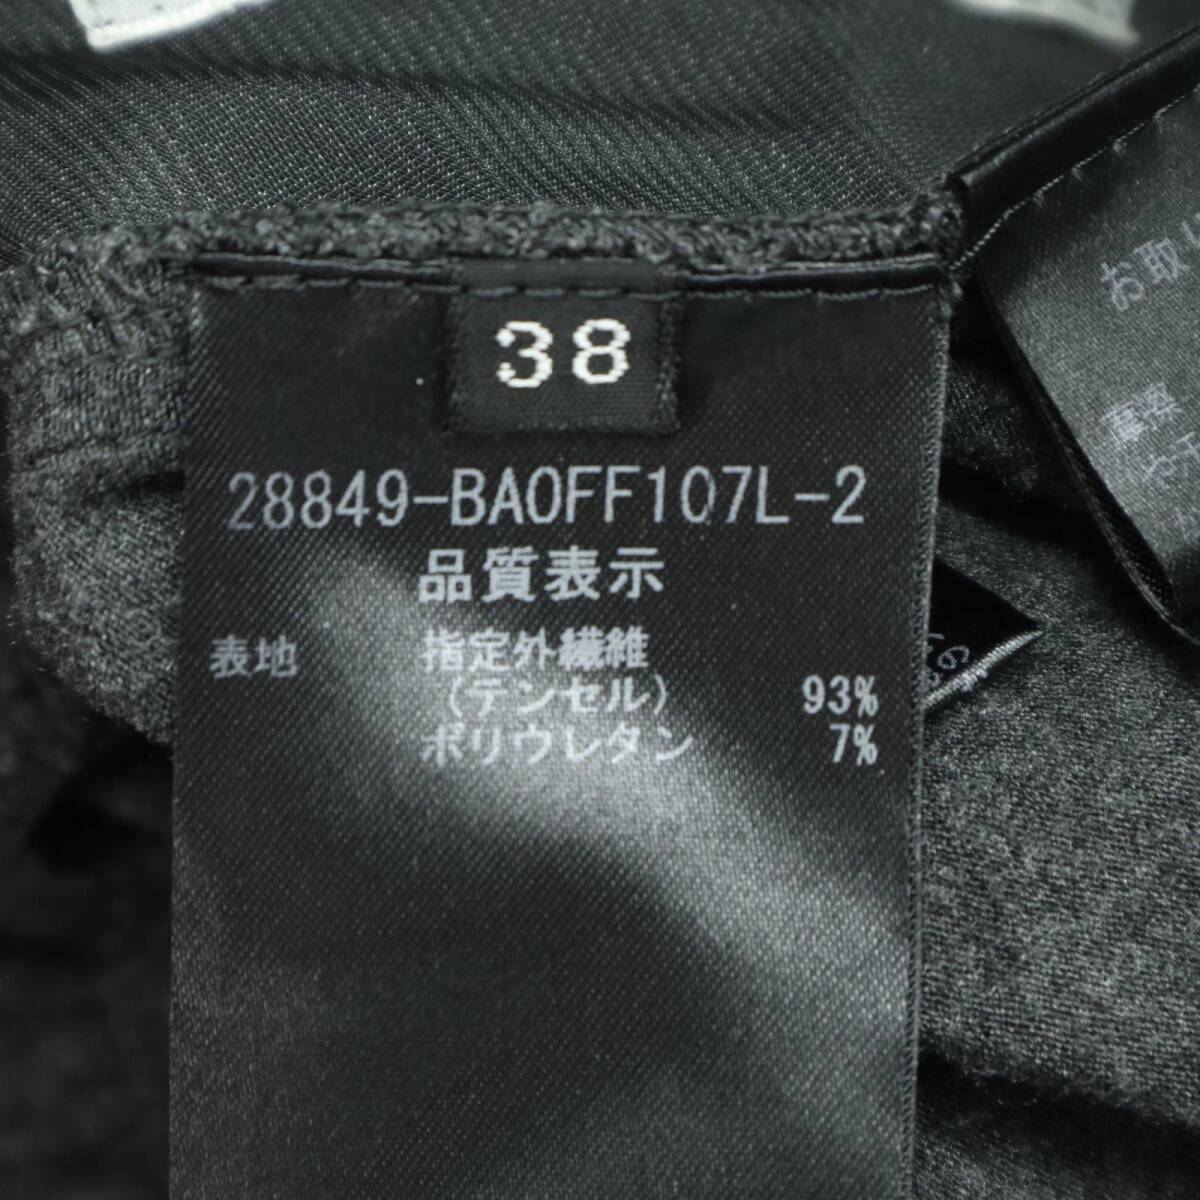 38
28849-BA0FF107L-2
品質表示
表地 指定外繊維
(テンセル) 93%
ポリウレタン 7%
お取り